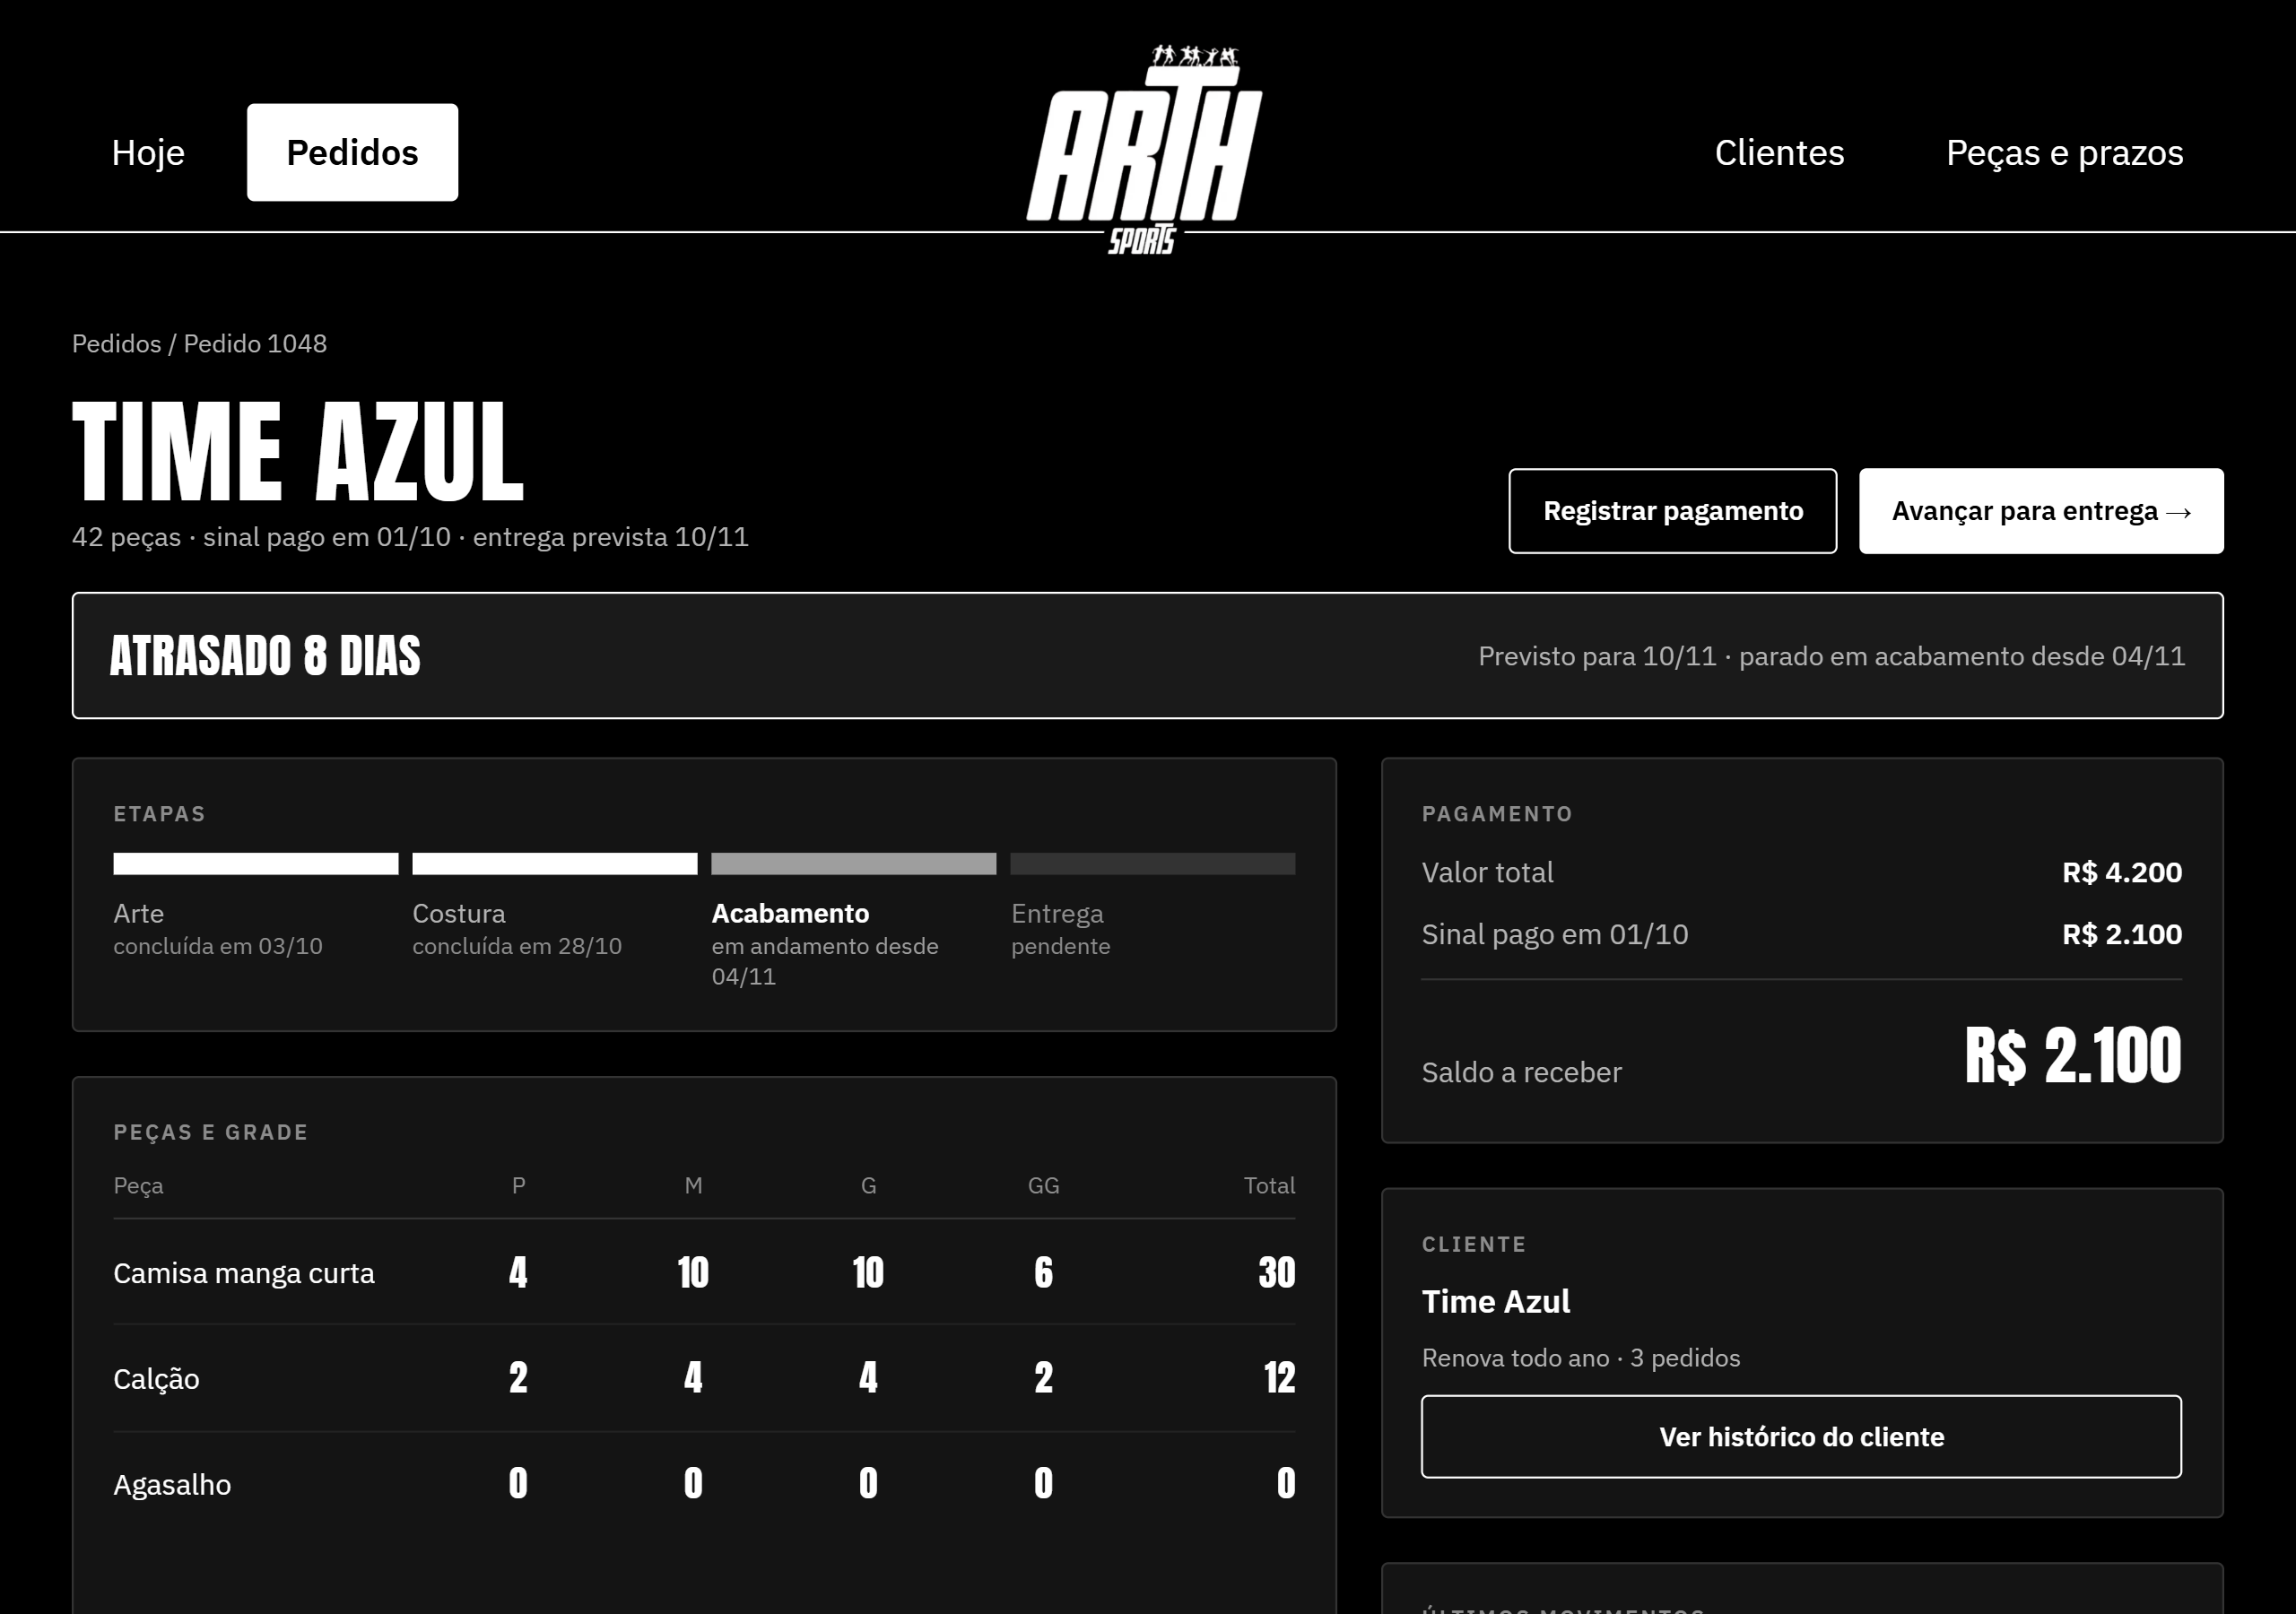 Hoje
Pedidos
ARTH
SPORTS
Clientes
Peças e prazos
Pedidos / Pedido 1048
TIME AZUL
42 peças · sinal pago em 01/10 · entrega prevista 10/11
Registrar pagamento
Avançar para entrega →
ATRASADO 8 DIAS
Previsto para 10/11 · parado em acabamento desde 04/11
ETAPAS
Arte
concluída em 03/10
Costura
concluída em 28/10
Acabamento
em andamento desde
04/11
Entrega
pendente
PEÇAS E GRADE
Peça P M G GG Total
Camisa manga curta 4 10 10 6 30
Calção 2 4 4 2 12
Agasalho 0 0 0 0 0
PAGAMENTO
Valor total R$ 4.200
Sinal pago em 01/10 R$ 2.100
Saldo a receber R$ 2.100
CLIENTE
Time Azul
Renova todo ano · 3 pedidos
Ver histórico do cliente
ÚLTIMOS MOVIMENTOS